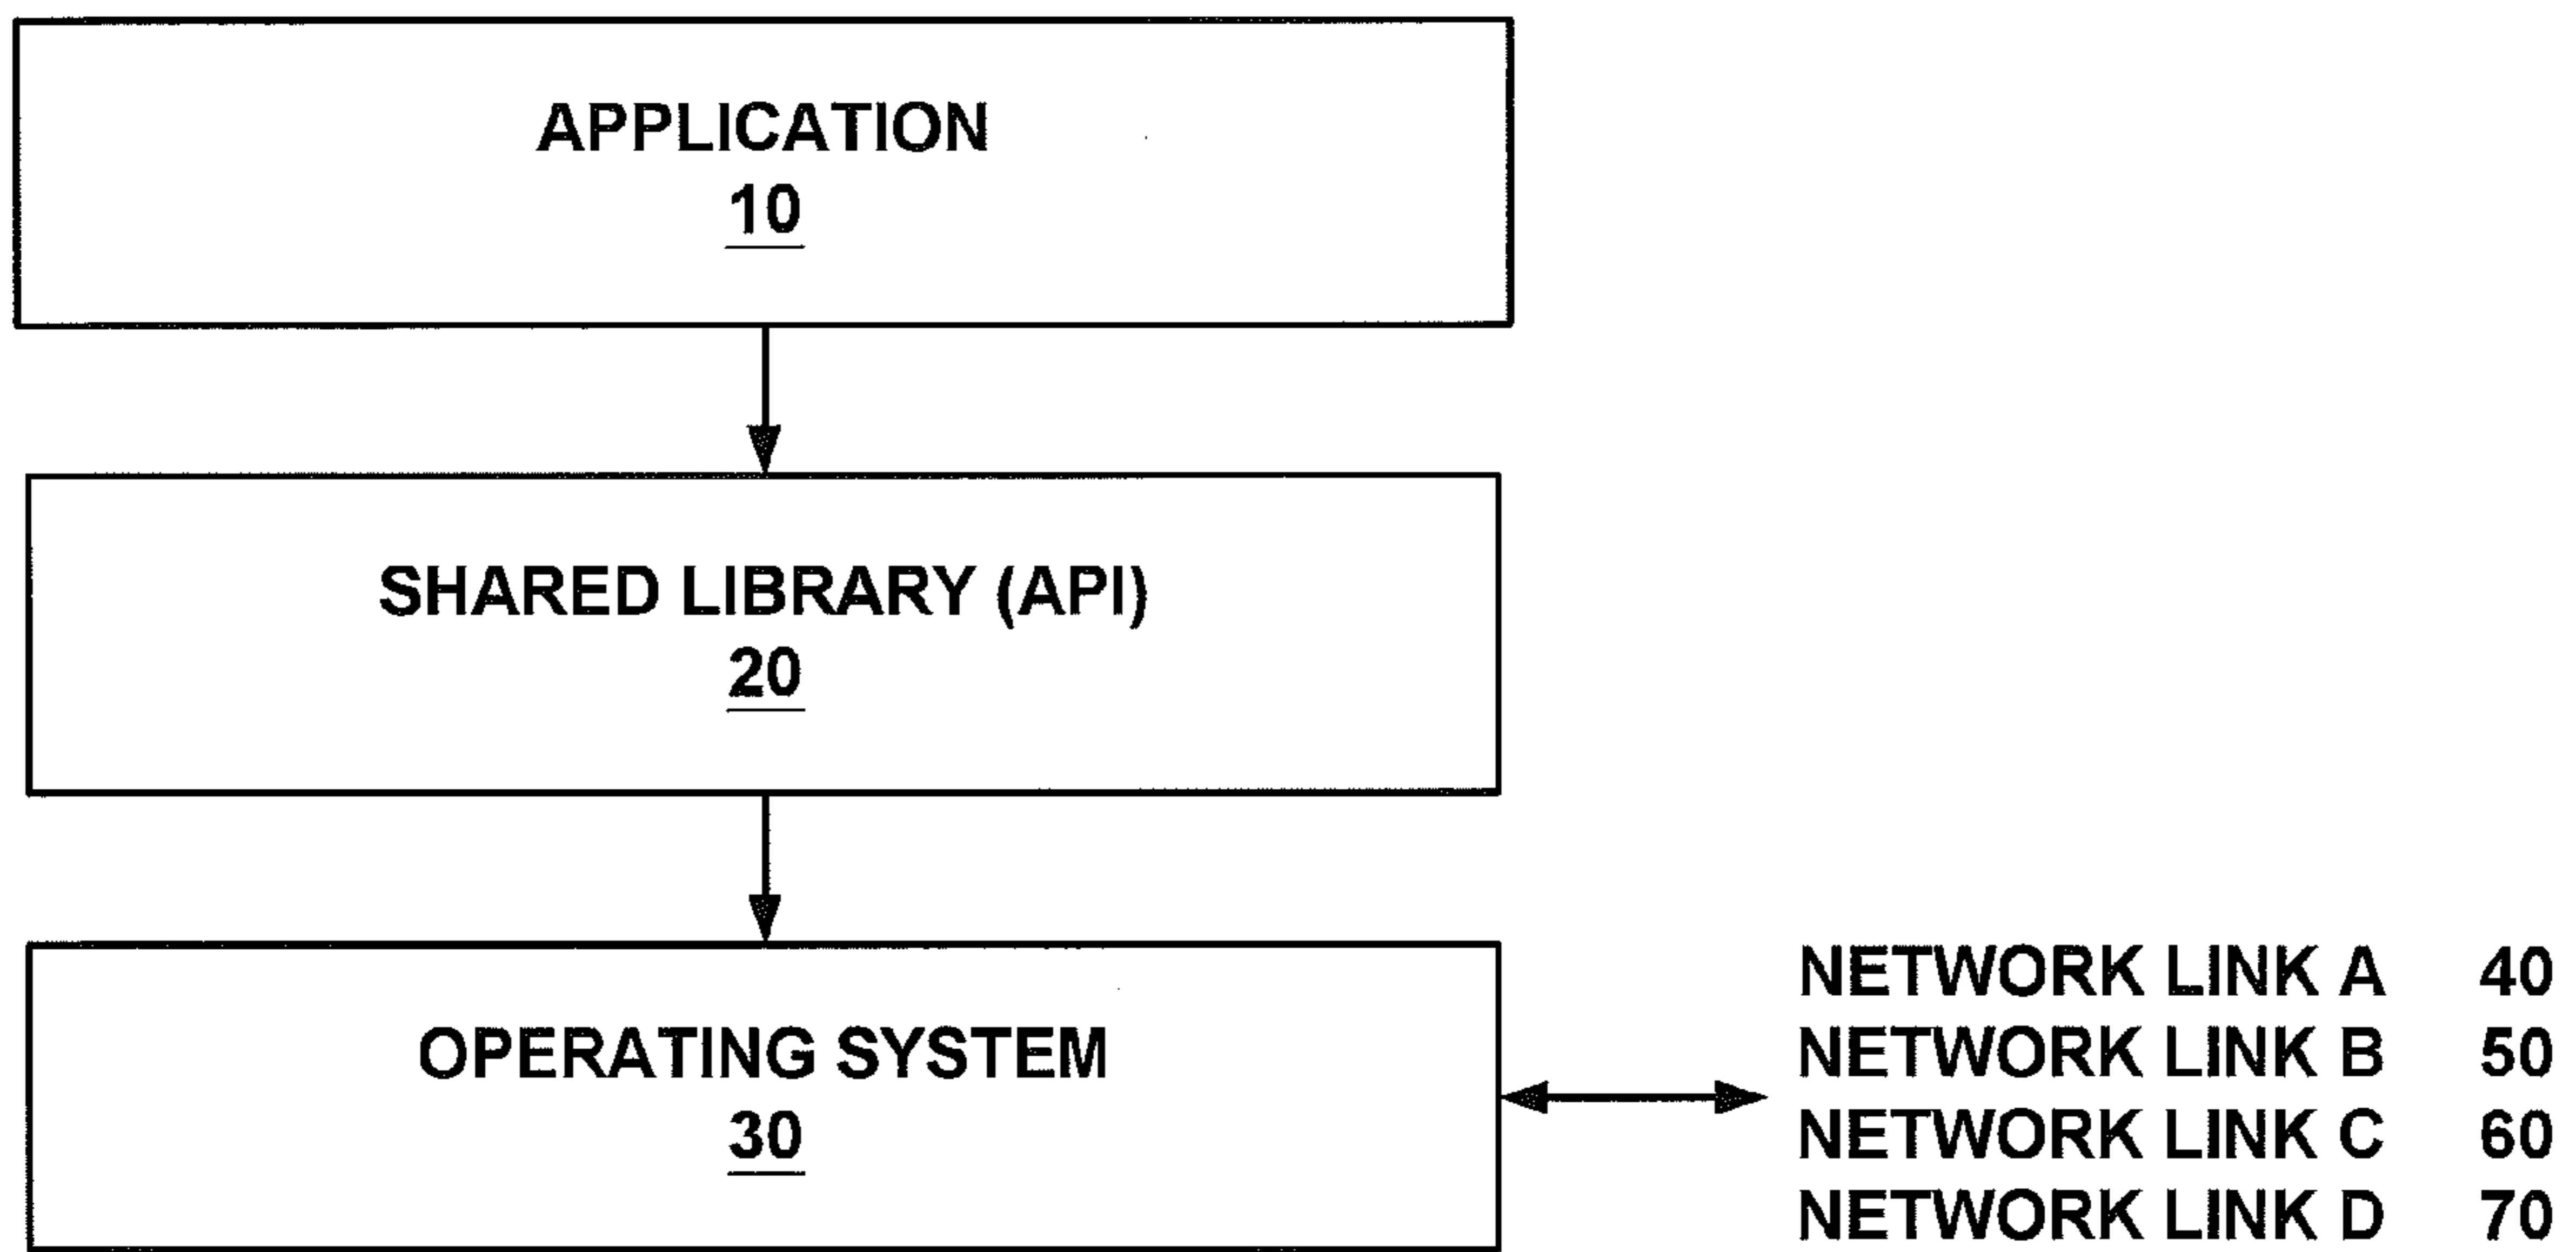 APPLICATION
10
SHARED LIBRARY (API)
20
OPERATING SYSTEM
30
NETWORK LINK A 40
NETWORK LINK B 50
NETWORK LINK C 60
NETWORK LINK D 70